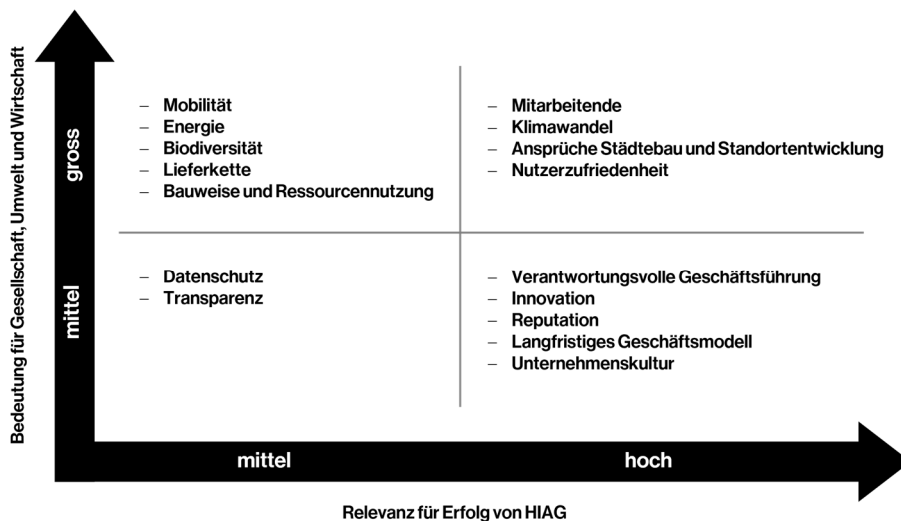 Bedeutung für Gesellschaft, Umwelt und Wirtschaft
gross
– Mobilität
– Energie
– Biodiversität
– Lieferkette
– Bauweise und Ressourcennutzung
– Mitarbeitende
– Klimawandel
– Ansprüche Städtebau und Standortentwicklung
– Nutzerzufriedenheit
mittel
– Datenschutz
– Transparenz
– Verantwortungsvolle Geschäftsführung
– Innovation
– Reputation
– Langfristiges Geschäftsmodell
– Unternehmenskultur
mittel
hoch
Relevanz für Erfolg von HIAG